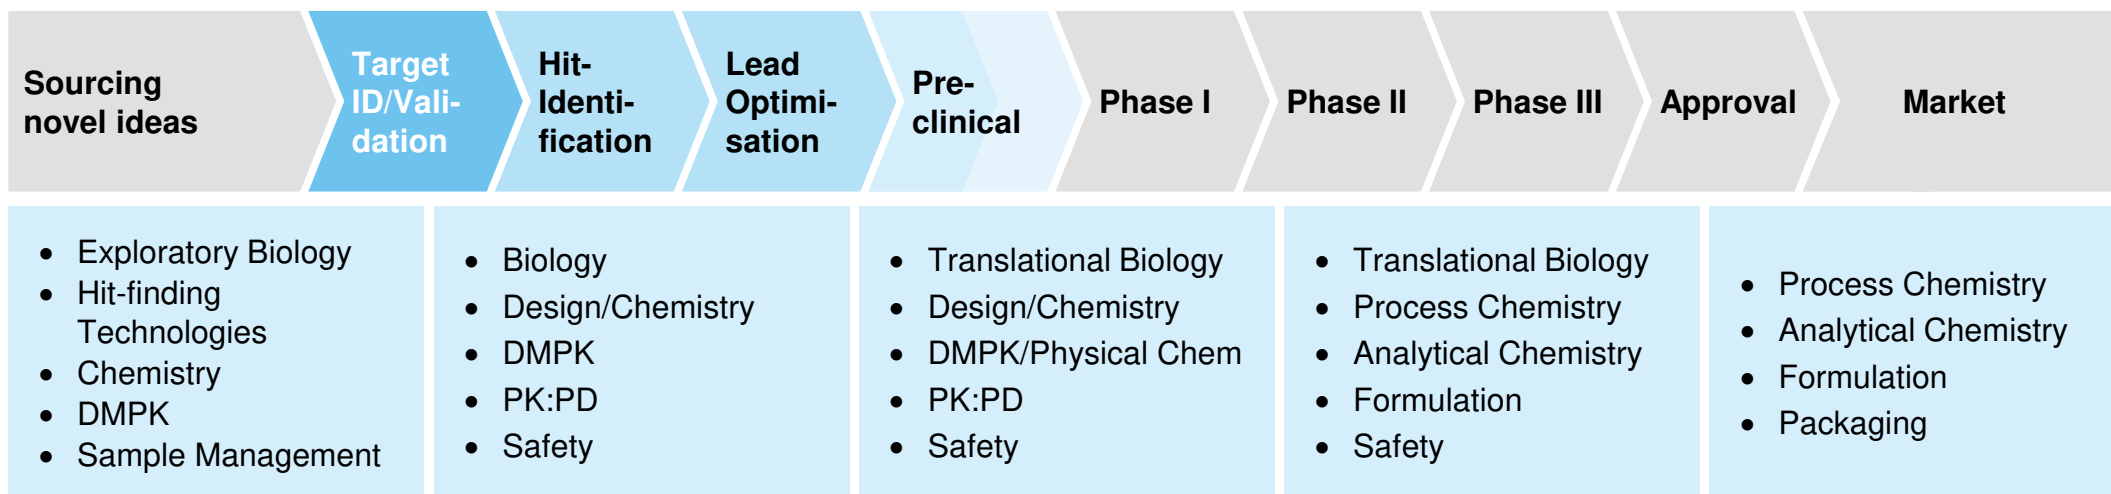 Sourcing
novel ideas
Target
ID/Vali-
dation
Hit-
Identi-
fication
Lead
Optimi-
sation
Pre-
clinical
Phase I
Phase II
Phase III
Approval
Market
• Exploratory Biology
• Hit-finding
Technologies
• Chemistry
• DMPK
• Sample Management
• Biology
• Design/Chemistry
• DMPK
• PK:PD
• Safety
• Translational Biology
• Design/Chemistry
• DMPK/Physical Chem
• PK:PD
• Safety
• Translational Biology
• Process Chemistry
• Analytical Chemistry
• Formulation
• Safety
• Process Chemistry
• Analytical Chemistry
• Formulation
• Packaging